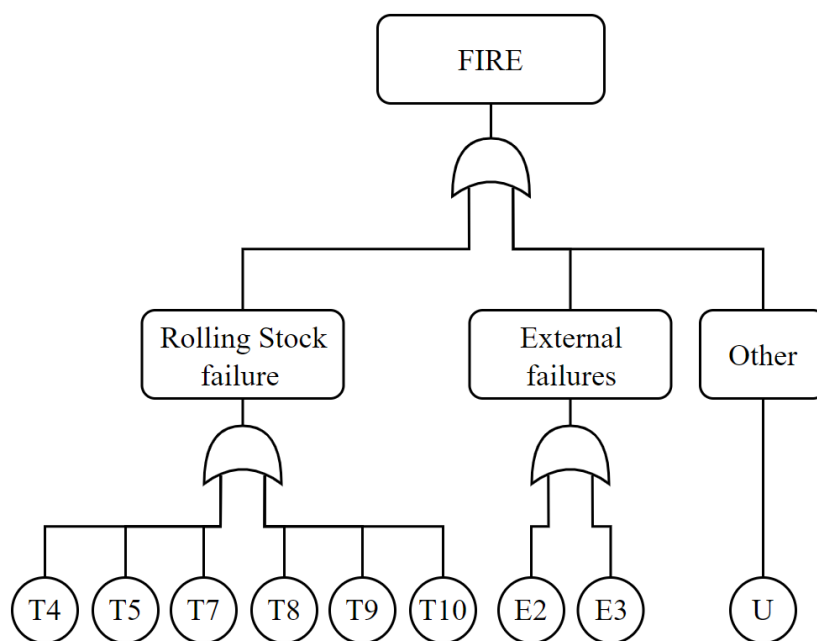 FIRE
Rolling Stock
failure
External
failures
Other
T4
T5
T7
T8
T9
T10
E2
E3
U